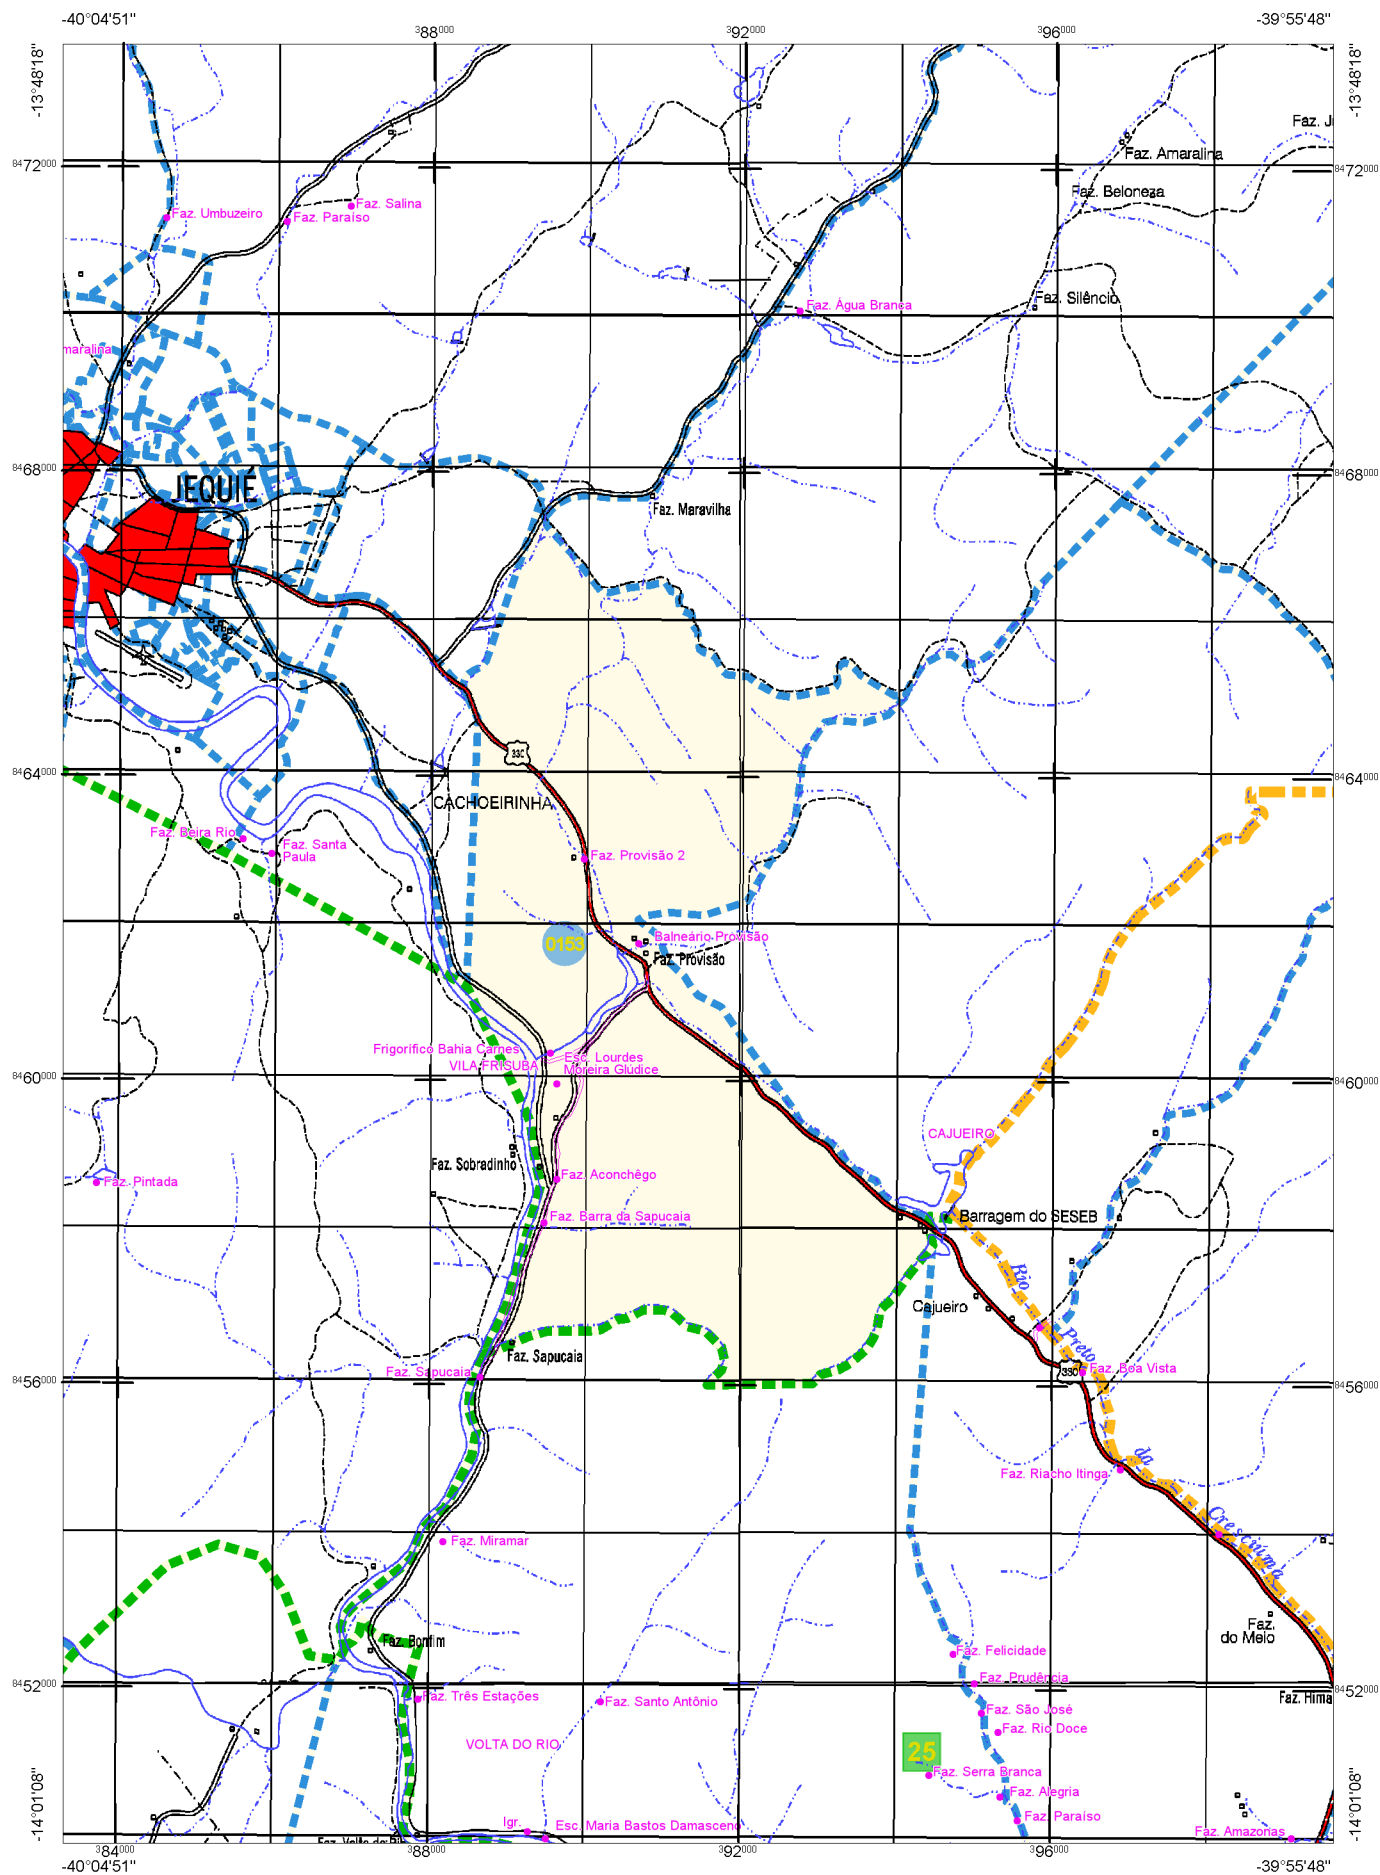 -40°04'51"
-39°55'48"
388000
392000
396000
-13°48'18"
-13°48'18"
Faz. Amaralina
8472000
8472000
Faz. Beloneza
Faz. Salina
Faz. Umbuzeiro
Faz. Paraíso
Faz. Silêncio
Faz. Água Branca
maralina
8468000
8468000
JEQUIÉ
Faz. Maravilha
330
8464000
8464000
CACHOEIRINHA
Faz. Beira Rio
Faz. Santa
Paula
Faz. Provisão 2
0153
Balneário Provisão
Faz. Provisão
Frigorífico Bahia Carnes
VILA FRISUBA
Esc. Lourdes
Moreira Glúdice
8460000
8460000
CAJUEIRO
Faz. Sobradinho
Faz. Aconchêgo
Faz. Pintada
Faz. Barra da Sapucaia
Barragem do SESEB
Rio
Cajueiro
Preto
Faz. Sapucaia
Faz. Sapucaia
330
Faz. Boa Vista
8456000
8456000
do
Faz. Riacho Itinga
Crescruma
Faz. Miramar
Faz.
do Meio
Faz. Bonfim
Faz. Felicidade
Faz. Prudência
8452000
8452000
Faz. Três Estações
Faz. Santo Antônio
Faz. Hima
Faz. São José
Faz. Rio Doce
VOLTA DO RIO
25
Faz. Serra Branca
Faz. Alegria
Faz. Paraíso
-14°01'08"
-14°01'08"
Igr.
Esc. Maria Bastos Damasceno
Faz. Amazonas
384000
388000
392000
396000
-40°04'51"
-39°55'48"